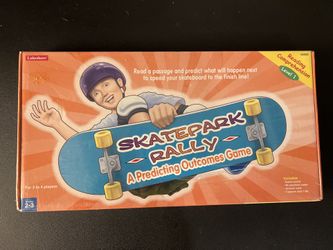 Lakeshore
Read a passage and predict what will happen next
to speed your skateboard to the finish line!
Reading
Comprehension
Level 1
SKATEPARK
RALLY
A Predicting Outcomes Game
For 2 to 4 players
2-3
Includes: